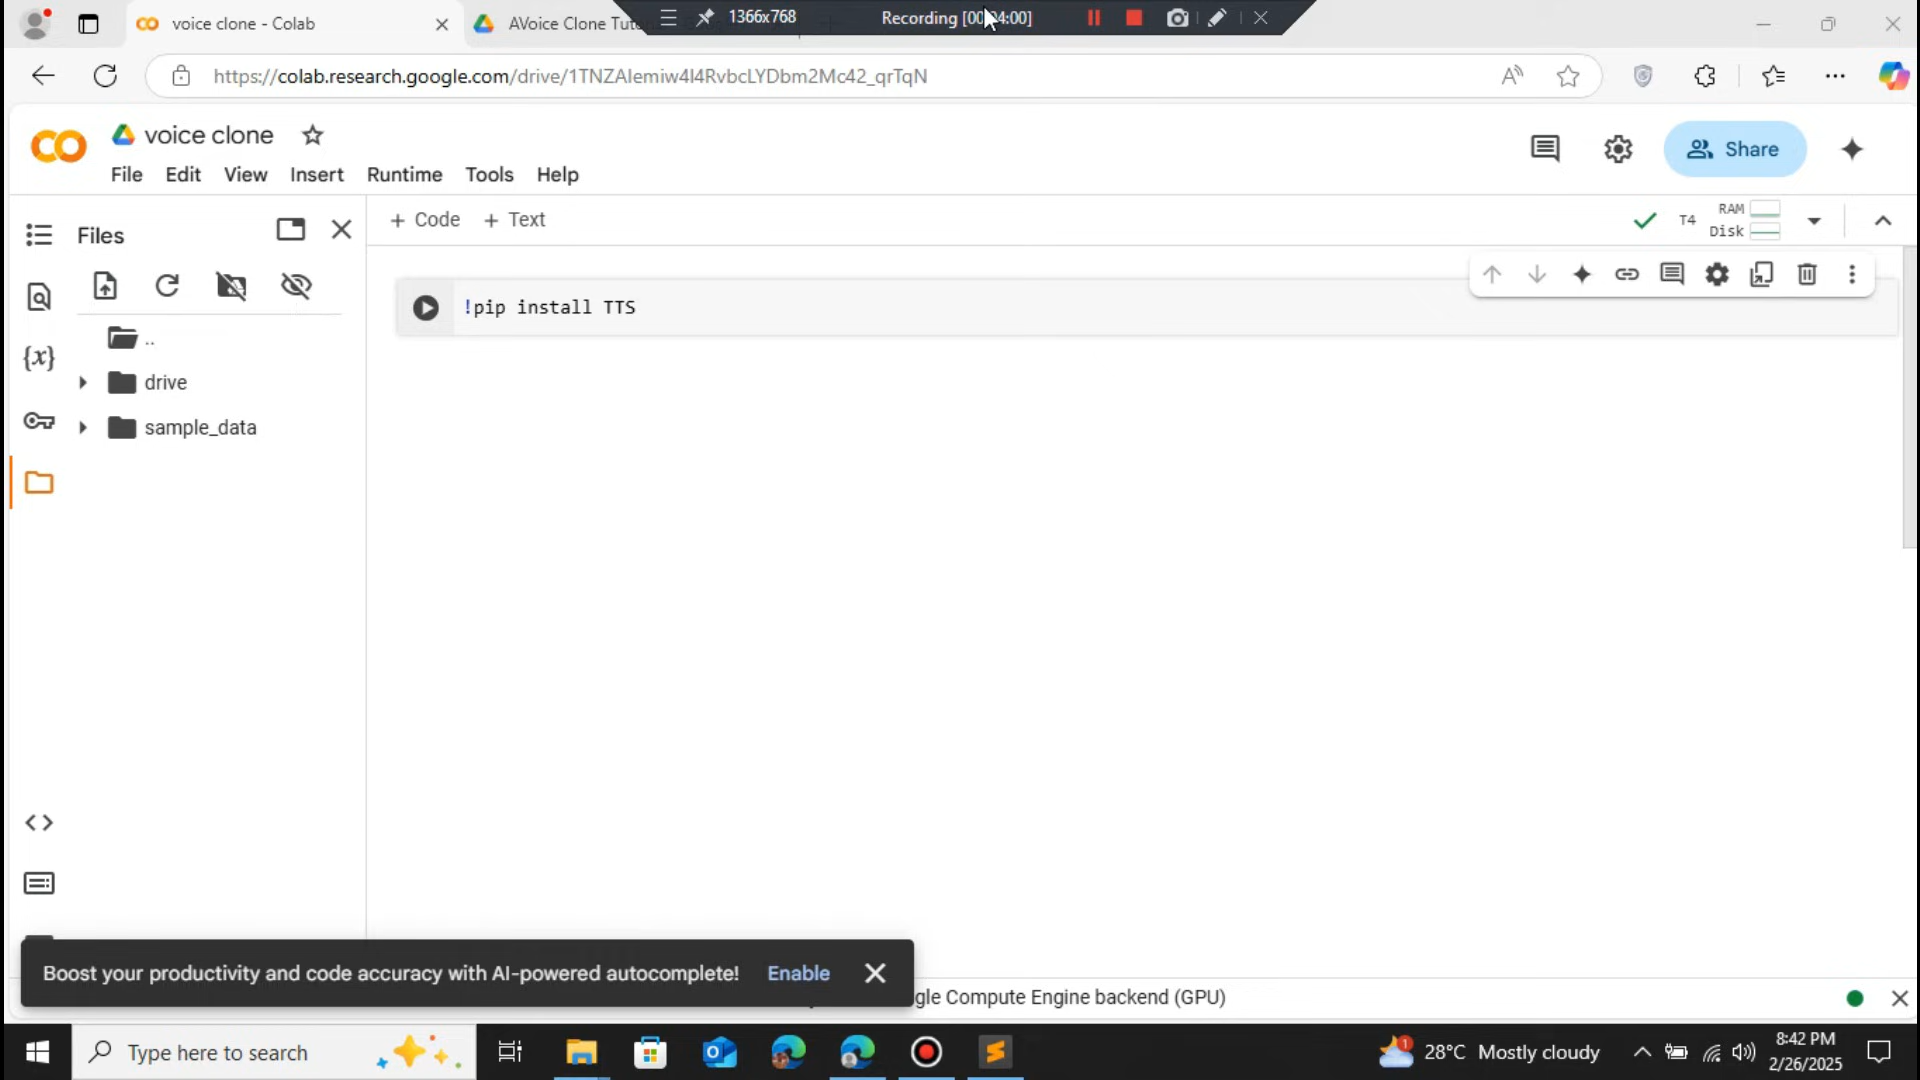 voice clone - Colab
AVoice Clone Tuto
1366x768
Recording [00:04:00]
https://colab.research.google.com/drive/1TNZAIemiw4I4RvbcLYDbm2Mc42_qrTqN
voice clone
File Edit View Insert Runtime Tools Help
Share
Files
+ Code + Text
T4
RAM
Disk
!pip install TTS
{x}
..
drive
sample_data
Boost your productivity and code accuracy with AI-powered autocomplete! Enable
gle Compute Engine backend (GPU)
Type here to search
1
28°C Mostly cloudy
8:42 PM
2/26/2025